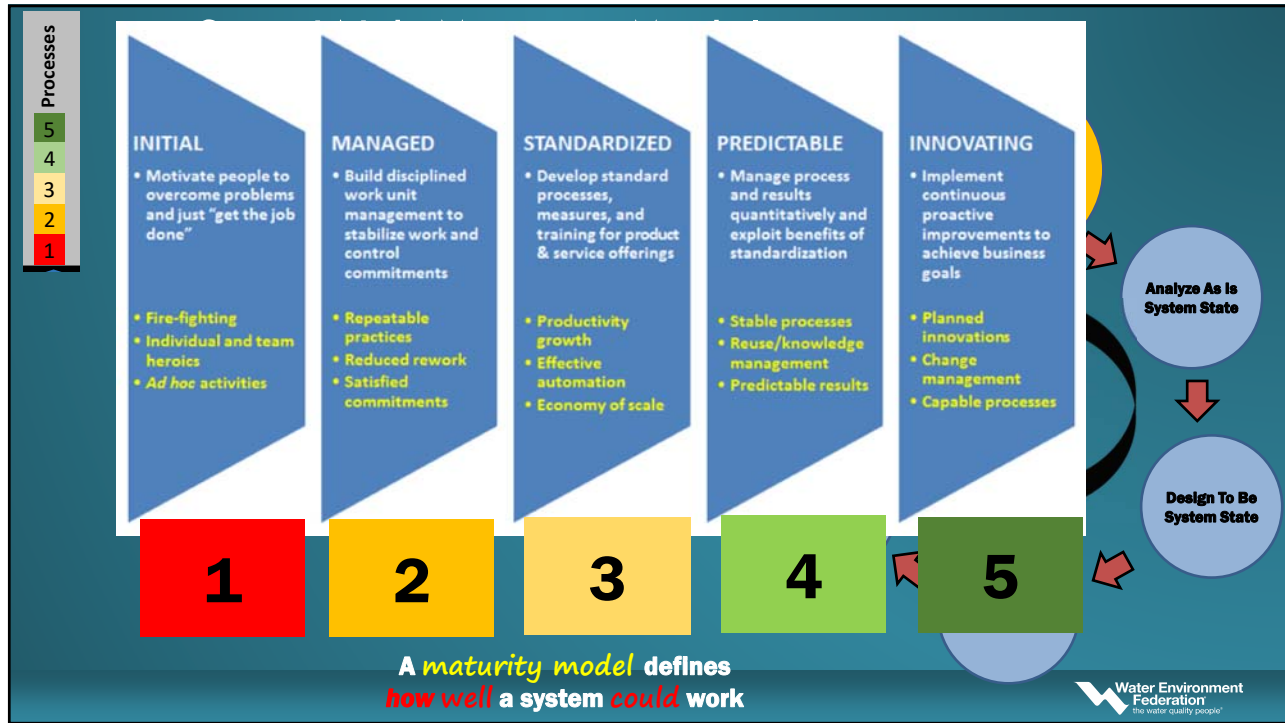 Processes
5
4
3
2
1
INITIAL
• Motivate people to
overcome problems
and just "get the job
done"
• Fire-fighting
• Individual and team
heroics
• Ad hoc activities
MANAGED
• Build disciplined
work unit
management to
stabilize work and
control
commitments
• Repeatable
practices
• Reduced rework
• Satisfied
commitments
STANDARDIZED
• Develop standard
processes,
measures, and
training for product
& service offerings
• Productivity
growth
• Effective
automation
• Economy of scale
PREDICTABLE
• Manage process
and results
quantitatively and
exploit benefits of
standardization
• Stable processes
• Reuse/knowledge
management
• Predictable results
INNOVATING
• Implement
continuous
proactive
improvements to
achieve business
goals
• Planned
innovations
• Change
management
• Capable processes
Analyze As Is
System State
Design To Be
System State
1
2
3
4
5
A maturity model defines
how well a system could work
Water Environment
Federation
the water quality people®